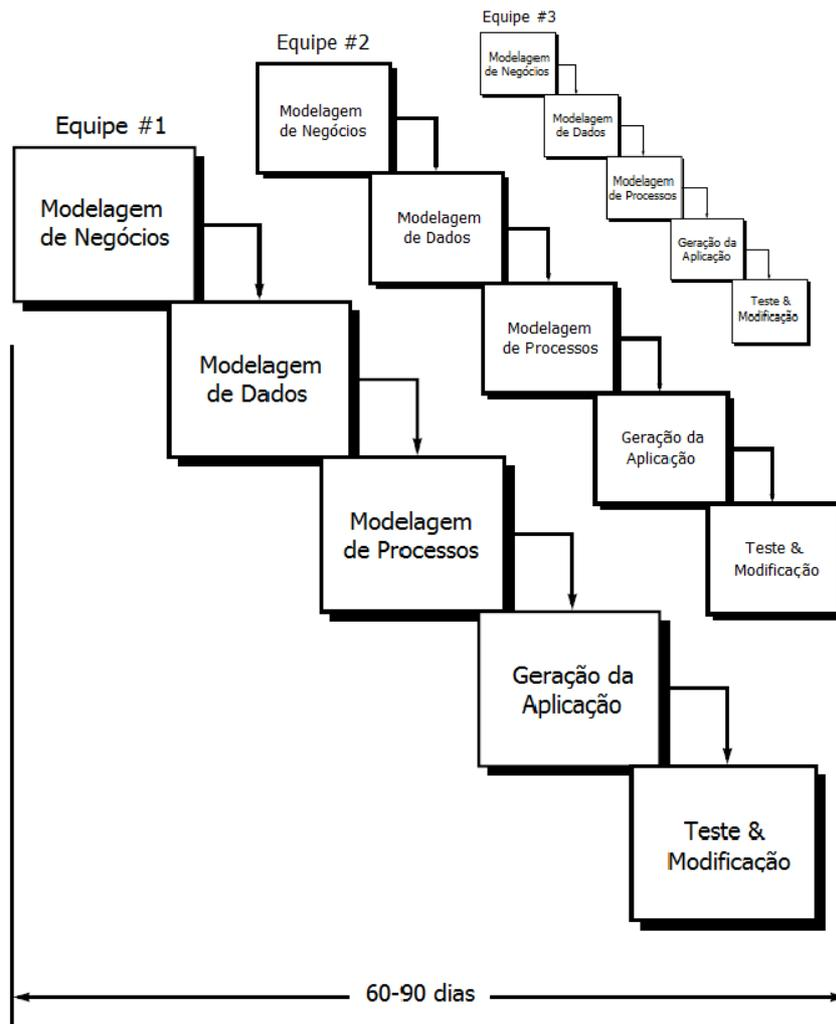 Equipe #1
Modelagem
de Negócios
Modelagem
de Dados
Modelagem
de Processos
Geração da
Aplicação
Teste &
Modificação
Equipe #2
Modelagem
de Negócios
Modelagem
de Dados
Modelagem
de Processos
Geração da
Aplicação
Teste &
Modificação
Equipe #3
Modelagem
de Negócios
Modelagem
de Dados
Modelagem
de Processos
Geração da
Aplicação
Teste &
Modificação
60-90 dias